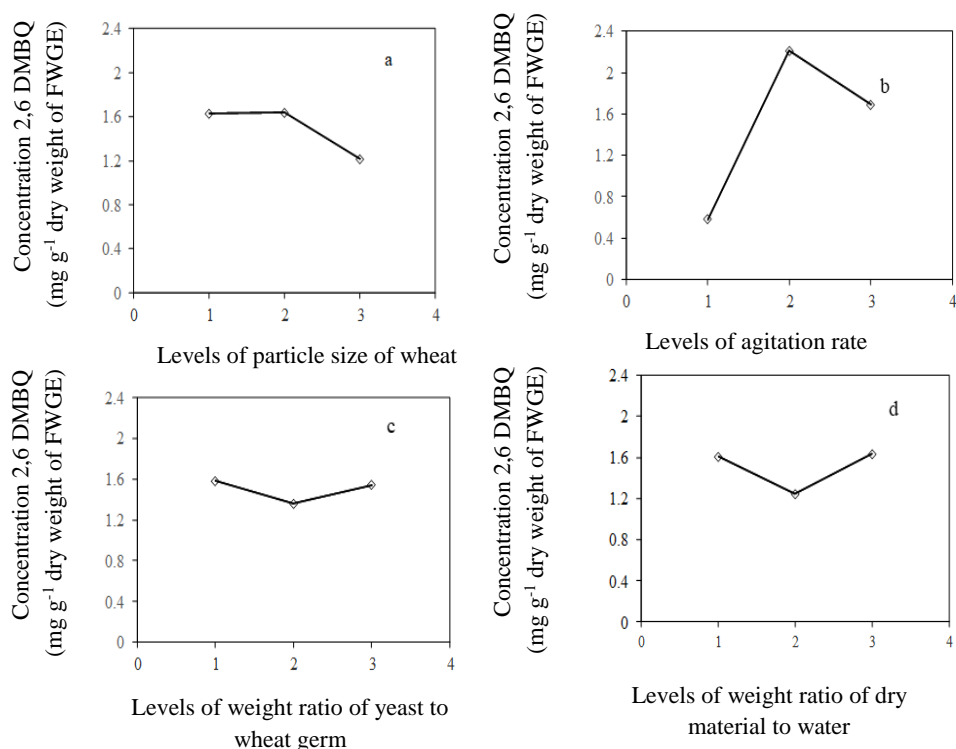 Concentration 2,6 DMBQ
(mg g-1 dry weight of FWGE)
2.4
2
1.6
1.2
0.8
0.4
0
a
0 1 2 3 4
Levels of particle size of wheat
Concentration 2,6 DMBQ
(mg g-1 dry weight of FWGE)
2.4
2
1.6
1.2
0.8
0.4
0
b
0 1 2 3 4
Levels of agitation rate
Concentration 2,6 DMBQ
(mg g-1 dry weight of FWGE)
2.4
2
1.6
1.2
0.8
0.4
0
c
0 1 2 3 4
Levels of weight ratio of yeast to
wheat germ
Concentration 2,6 DMBQ
(mg g-1 dry weight of FWGE)
2.4
2
1.6
1.2
0.8
0.4
0
d
0 1 2 3 4
Levels of weight ratio of dry
material to water